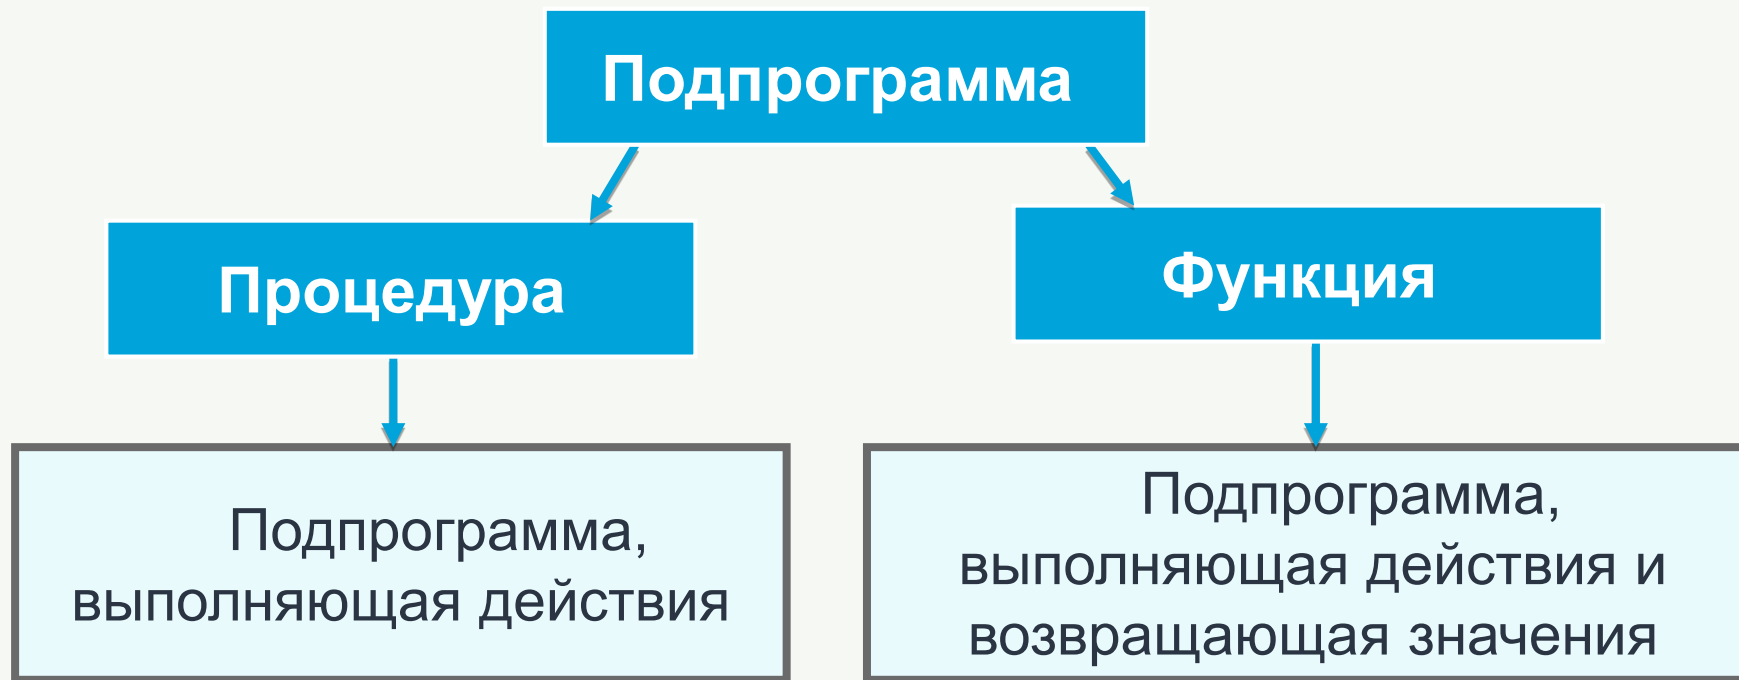 Подпрограмма
Процедура
Функция
Подпрограмма,
выполняющая действия
Подпрограмма,
выполняющая действия и
возвращающая значения